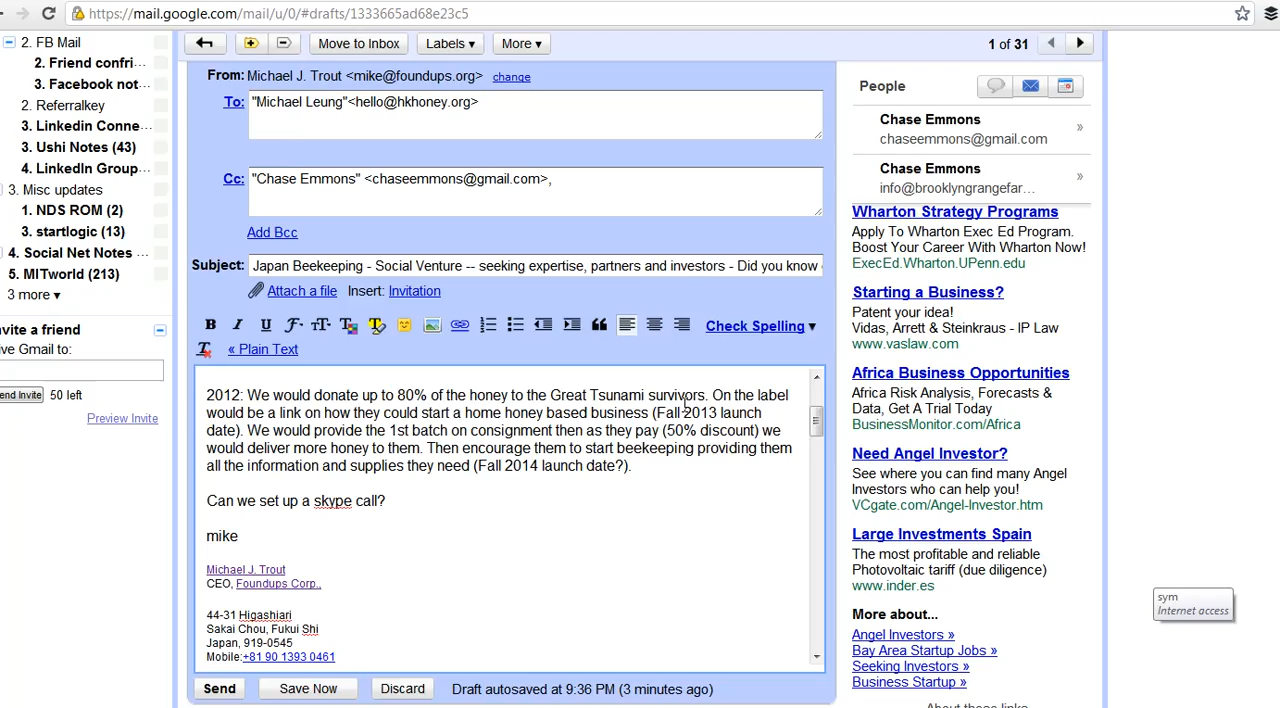 https://mail.google.com/mail/u/0/#drafts/1333665ad68e23c5
2. FB Mail
2. Friend confri...
3. Facebook not...
2. Referralkey
3. Linkedin Conne...
3. Ushi Notes (43)
4. LinkedIn Group...
3. Misc updates
1. NDS ROM (2)
3. startlogic (13)
4. Social Net Notes ...
5. MITworld (213)
3 more ▾
nvite a friend
ive Gmail to:
end Invite 50 left
Preview Invite
Move to Inbox Labels ▾ More ▾ 1 of 31
From: Michael J. Trout <mike@foundups.org> change
To: "Michael Leung"<hello@hkhoney.org>
Cc: "Chase Emmons" <chaseemmons@gmail.com>,
Add Bcc
Subject: Japan Beekeeping - Social Venture -- seeking expertise, partners and investors - Did you know
Attach a file Insert: Invitation
B I U Check Spelling ▾
« Plain Text
2012: We would donate up to 80% of the honey to the Great Tsunami survivors. On the label
would be a link on how they could start a home honey based business (Fall 2013 launch
date). We would provide the 1st batch on consignment then as they pay (50% discount) we
would deliver more honey to them. Then encourage them to start beekeeping providing them
all the information and supplies they need (Fall 2014 launch date?).
Can we set up a skype call?
mike
Michael J. Trout
CEO, Foundups Corp.,
44-31 Higashiari
Sakai Chou, Fukui Shi
Japan, 919-0545
Mobile:+81 90 1393 0461
Send Save Now Discard Draft autosaved at 9:36 PM (3 minutes ago)
People
Chase Emmons
chaseemmons@gmail.com »
Chase Emmons
info@brooklyngrangefar... »
Wharton Strategy Programs
Apply To Wharton Exec Ed Program.
Boost Your Career With Wharton Now!
ExecEd.Wharton.UPenn.edu
Starting a Business?
Patent your idea!
Vidas, Arrett & Steinkraus - IP Law
www.vaslaw.com
Africa Business Opportunities
Africa Risk Analysis, Forecasts &
Data, Get A Trial Today
BusinessMonitor.com/Africa
Need Angel Investor?
See where you can find many Angel
Investors who can help you!
VCgate.com/Angel-Investor.htm
Large Investments Spain
The most profitable and reliable
Photovoltaic tariff (due diligence)
www.inder.es
More about...
Angel Investors »
Bay Area Startup Jobs »
Seeking Investors »
Business Startup »
About these links
sym
Internet access